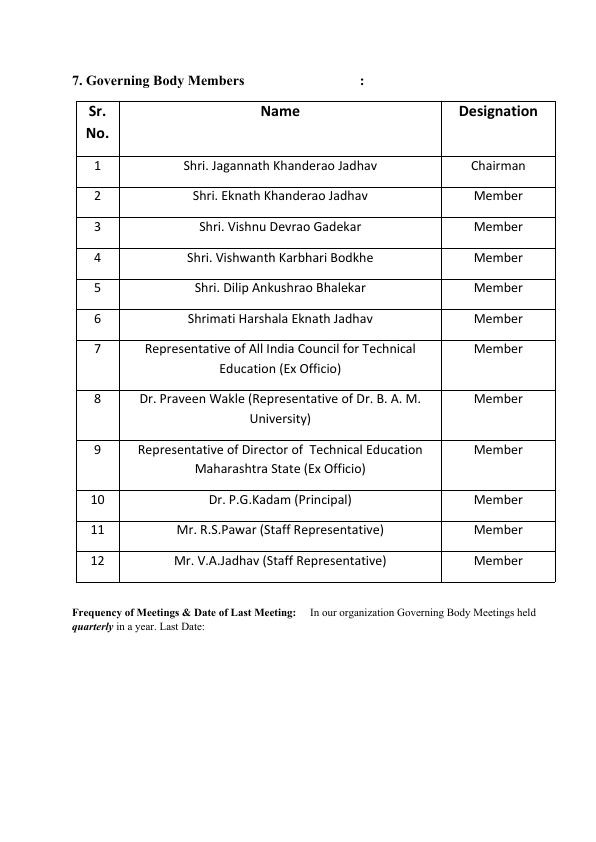 7. Governing Body Members :
Sr. Name Designation
No.
1 Shri. Jagannath Khanderao Jadhav Chairman
2 Shri. Eknath Khanderao Jadhav Member
3 Shri. Vishnu Devrao Gadekar Member
4 Shri. Vishwanth Karbhari Bodkhe Member
5 Shri. Dilip Ankushrao Bhalekar Member
6 Shrimati Harshala Eknath Jadhav Member
7 Representative of All India Council for Technical Member
Education (Ex Officio)
8 Dr. Praveen Wakle (Representative of Dr. B. A. M. Member
University)
9 Representative of Director of  Technical Education Member
Maharashtra State (Ex Officio)
10 Dr. P.G.Kadam (Principal) Member
11 Mr. R.S.Pawar (Staff Representative) Member
12 Mr. V.A.Jadhav (Staff Representative) Member
Frequency of Meetings & Date of Last Meeting: In our organization Governing Body Meetings held
quarterly in a year. Last Date: